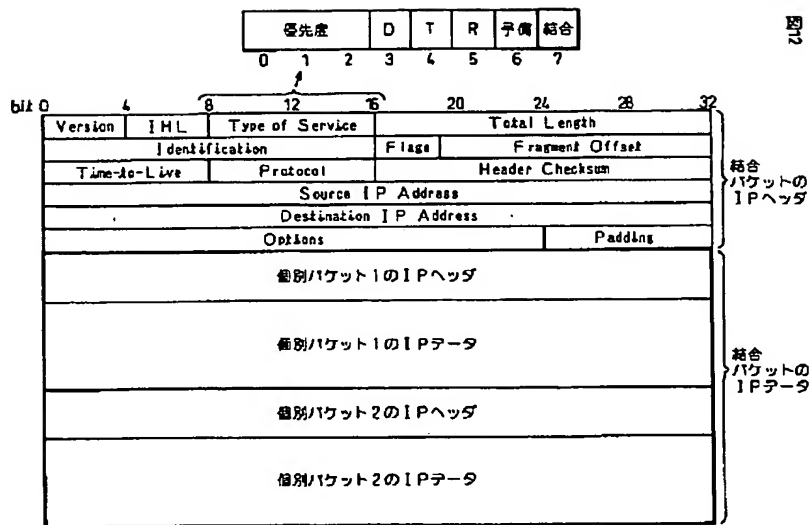 図12
優先度 D T R 予備 結合
0 1 2 3 4 5 6 7
bit 0 4 8 12 16 20 24 28 32
Version IHL Type of Service Total Length
Identification Flags Fragment Offset
Time-to-Live Protocol Header Checksum
Source IP Address
Destination IP Address
Options Padding
結合
パケットの
IPヘッダ
個別パケット1のIPヘッダ
個別パケット1のIPデータ
個別パケット2のIPヘッダ
個別パケット2のIPデータ
結合
パケットの
IPデータ